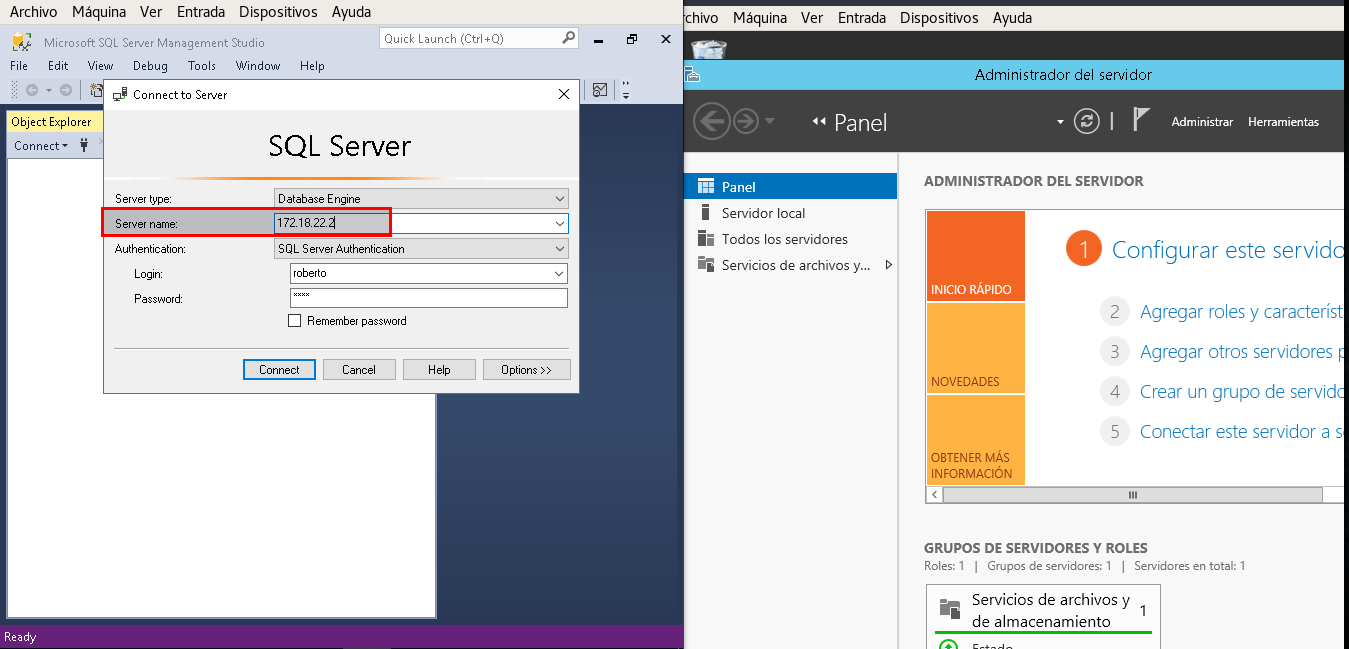 Archivo Máquina Ver Entrada Dispositivos Ayuda
Microsoft SQL Server Management Studio
Quick Launch (Ctrl+Q)
File Edit View Debug Tools Window Help
Connect to Server
Object Explorer
Connect
SQL Server
Server type: Database Engine
Server name: 172.18.22.2
Authentication: SQL Server Authentication
Login: roberto
Password: ****
Remember password
Connect Cancel Help Options >>
Ready
chivo Máquina Ver Entrada Dispositivos Ayuda
Administrador del servidor
Panel
Administrar Herramientas
Panel
Servidor local
Todos los servidores
Servicios de archivos y...
ADMINISTRADOR DEL SERVIDOR
INICIO RÁPIDO
NOVEDADES
OBTENER MÁS
INFORMACIÓN
1 Configurar este servido
2 Agregar roles y característ
3 Agregar otros servidores p
4 Crear un grupo de servido
5 Conectar este servidor a s
GRUPOS DE SERVIDORES Y ROLES
Roles: 1 | Grupos de servidores: 1 | Servidores en total: 1
Servicios de archivos y
de almacenamiento 1
Estado